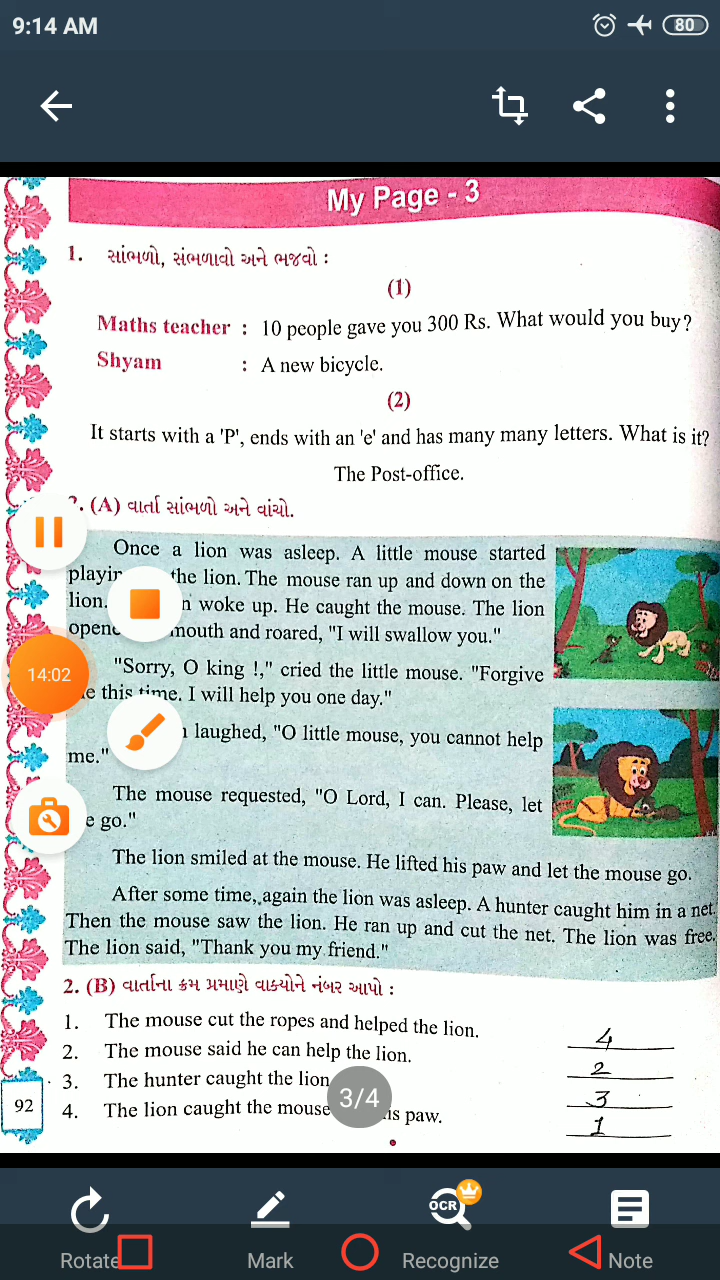 9:14 AM
80
My Page - 3
1. સાંભળો, સંભળાવો અને ભજવો :
(1)
Maths teacher : 10 people gave you 300 Rs. What would you buy?
Shyam : A new bicycle.
(2)
It starts with a 'P', ends with an 'e' and has many many letters. What is it?
The Post-office.
. (A) વાર્તા સાંભળો અને વાંચો.
Once a lion was asleep. A little mouse started
the lion. The mouse ran up and down on the
lion. woke up. He caught the mouse. The lion
mouth and roared, "I will swallow you."
"Sorry, O king !," cried the little mouse. "Forgive
this time. I will help you one day."
14:02
laughed, "O little mouse, you cannot help
me."
The mouse requested, "O Lord, I can. Please, let
go."
The lion smiled at the mouse. He lifted his paw and let the mouse go.
After some time, again the lion was asleep. A hunter caught him in a net.
Then the mouse saw the lion. He ran up and cut the net. The lion was free.
The lion said, "Thank you my friend."
2. (B) વાર્તાના ક્રમ પ્રમાણે વાક્યોને નંબર આપો :
1. The mouse cut the ropes and helped the lion. 4
2. The mouse said he can help the lion. 2
3. The hunter caught the lion 3
4. The lion caught the mouse paw. 1
92
3/4
OCR
Rotate Mark Recognize Note